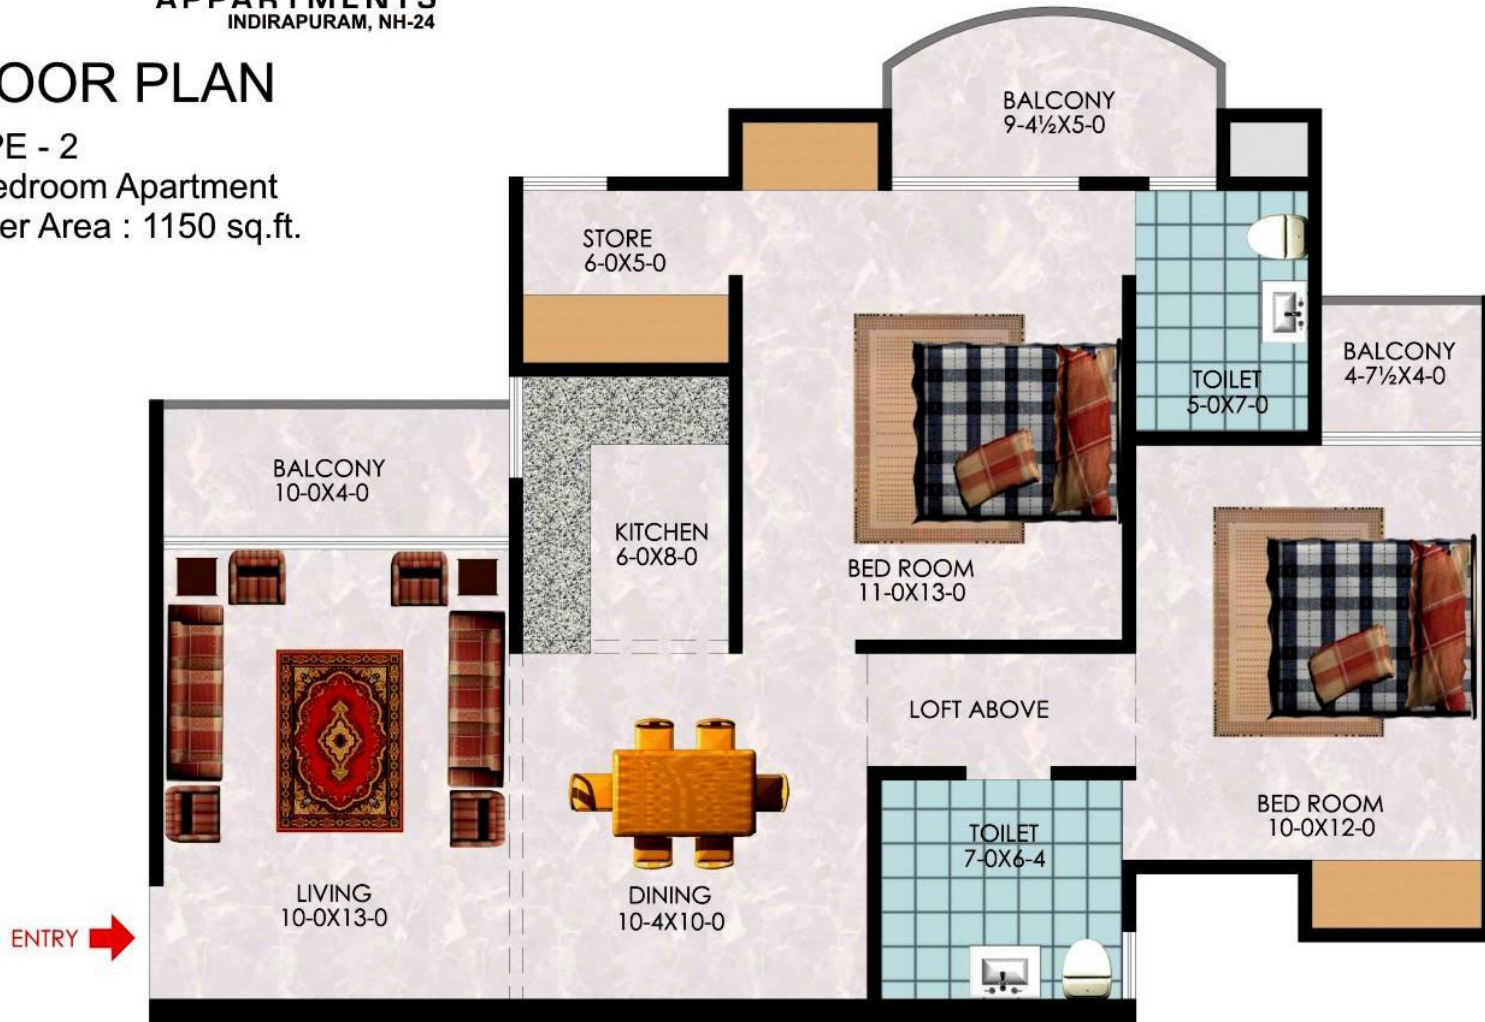 APPARTMENTS
INDIRAPURAM, NH-24
OOR PLAN
PE - 2
edroom Apartment
er Area : 1150 sq.ft.
BALCONY
9-4½X5-0
STORE
6-0X5-0
TOILET
5-0X7-0
BALCONY
4-7½X4-0
BALCONY
10-0X4-0
KITCHEN
6-0X8-0
BED ROOM
11-0X13-0
LOFT ABOVE
BED ROOM
10-0X12-0
TOILET
7-0X6-4
LIVING
10-0X13-0
DINING
10-4X10-0
ENTRY